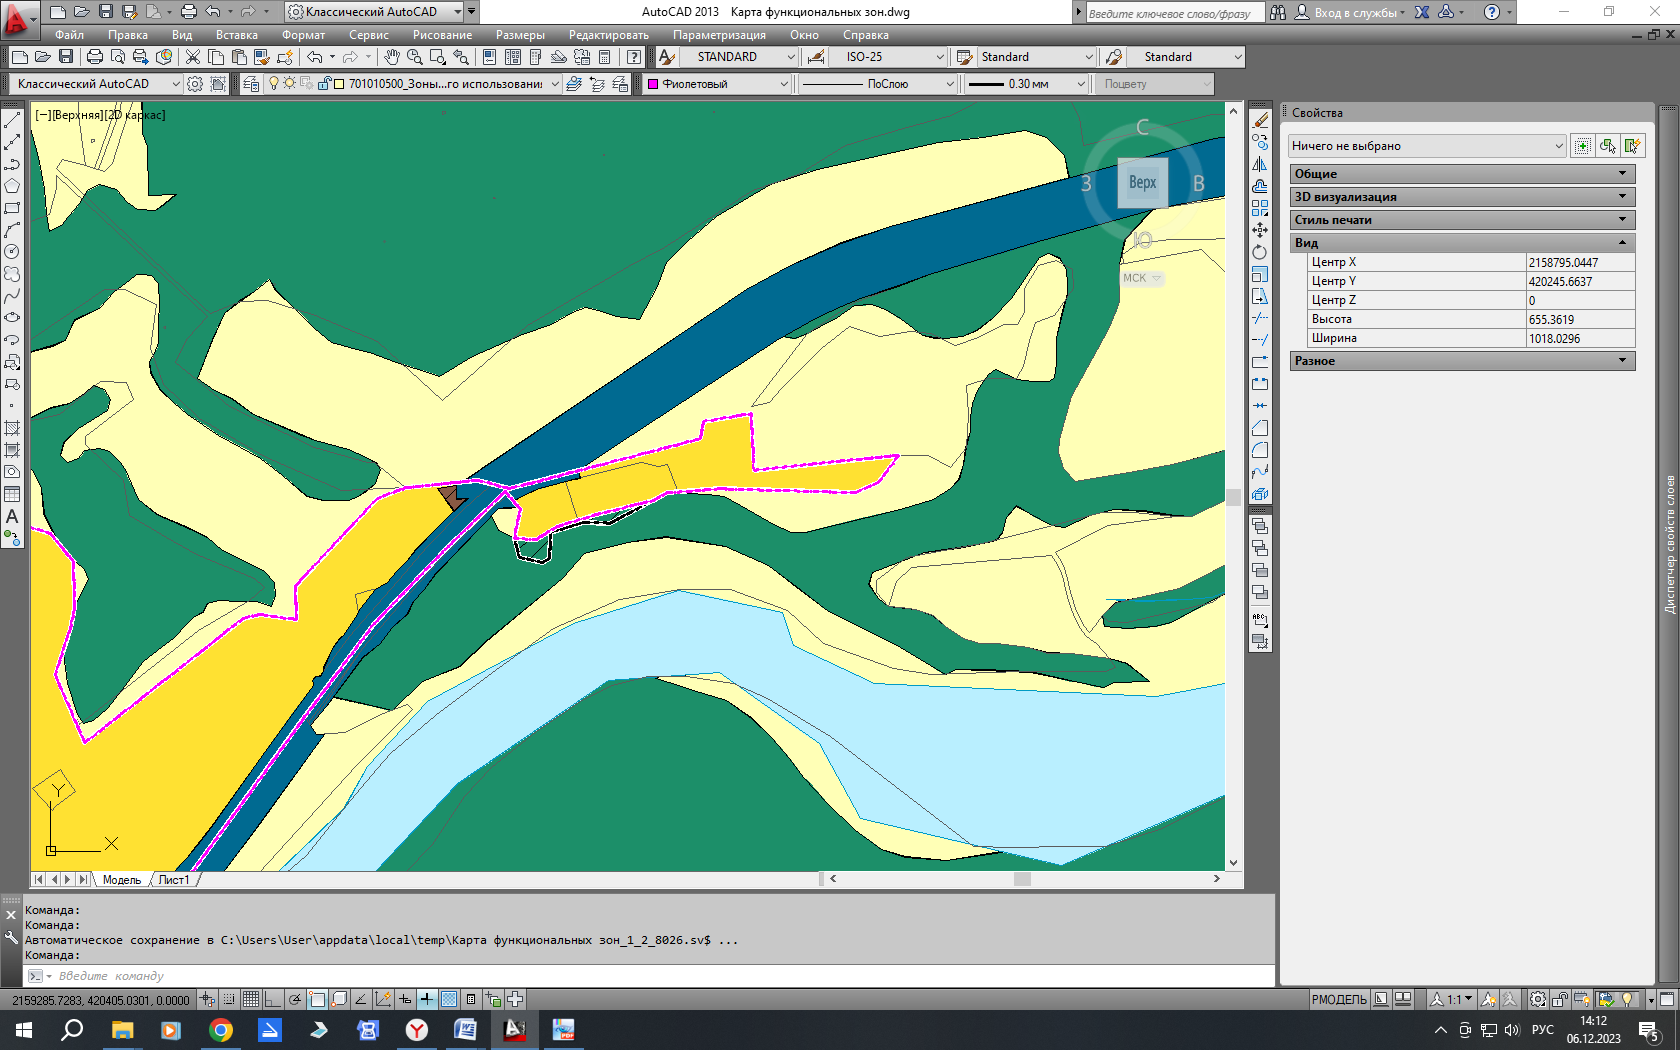 Классический AutoCAD
AutoCAD 2013 Карта функциональных зон.dwg
Введите ключевое слово/фразу
Вход в службы
Файл Правка Вид Вставка Формат Сервис Рисование Размеры Редактировать Параметризация Окно Справка
STANDARD ISO-25 Standard Standard
Классический AutoCAD 701010500_Зоны...го использования Фиолетовый ПоСлою 0.30 мм Поцвету
[−][Верхняя][2D каркас]
С
З Верх В
Ю
МСК
Y
X
Свойства
Ничего не выбрано
Общие
3D визуализация
Стиль печати
Вид
Центр X 2158795.0447
Центр Y 420245.6637
Центр Z 0
Высота 655.3619
Ширина 1018.0296
Разное
Диспетчер свойств слоев
Модель Лист1
Команда:
Команда:
Автоматическое сохранение в C:\Users\User\appdata\local\temp\Карта функциональных зон_1_2_8026.sv$ ...
Команда:
Введите команду
2159285.7283, 420405.0301, 0.0000
РМОДЕЛЬ 1:1
РУС
14:12
06.12.2023
5